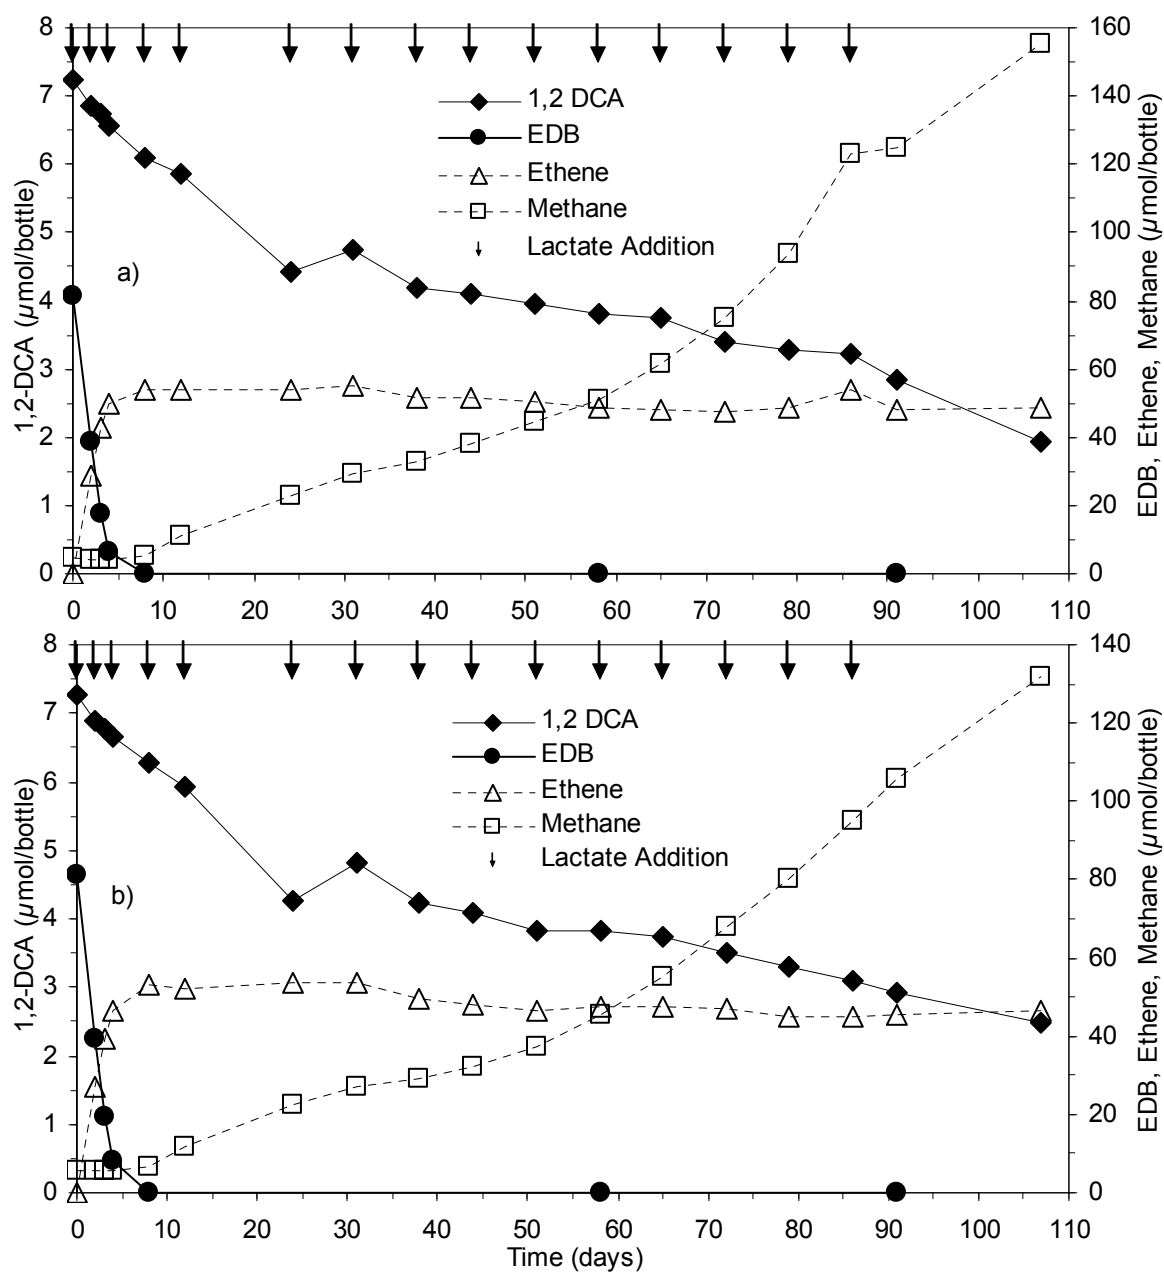 8
7
6
5
4
3
2
1
0
160
140
120
100
80
60
40
20
0
1,2-DCA (µmol/bottle)
EDB, Ethene, Methane (µmol/bottle)
1,2 DCA
EDB
Ethene
Methane
Lactate Addition
a)
0 10 20 30 40 50 60 70 80 90 100 110
8
7
6
5
4
3
2
1
0
140
120
100
80
60
40
20
0
1,2-DCA (µmol/bottle)
EDB, Ethene, Methane (µmol/bottle)
1,2 DCA
EDB
Ethene
Methane
Lactate Addition
b)
0 10 20 30 40 50 60 70 80 90 100 110
Time (days)